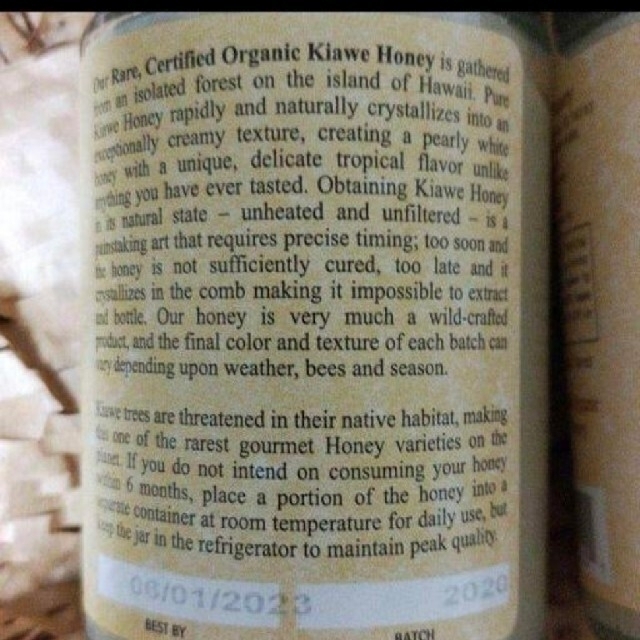 Our Rare, Certified Organic Kiawe Honey is gathered
from an isolated forest on the island of Hawaii. Pure
Kiawe Honey rapidly and naturally crystallizes into an
exceptionally creamy texture, creating a pearly white
honey with a unique, delicate tropical flavor unlike
anything you have ever tasted. Obtaining Kiawe Honey
in its natural state – unheated and unfiltered – is a
painstaking art that requires precise timing; too soon and
the honey is not sufficiently cured, too late and it
crystallizes in the comb making it impossible to extract
and bottle. Our honey is very much a wild-crafted
product, and the final color and texture of each batch can
vary depending upon weather, bees and season.
Kiawe trees are threatened in their native habitat, making
this one of the rarest gourmet Honey varieties on the
planet. If you do not intend on consuming your honey
within 6 months, place a portion of the honey into a
separate container at room temperature for daily use, but
keep the jar in the refrigerator to maintain peak quality.
06/01/2023 2020
BEST BY BATCH